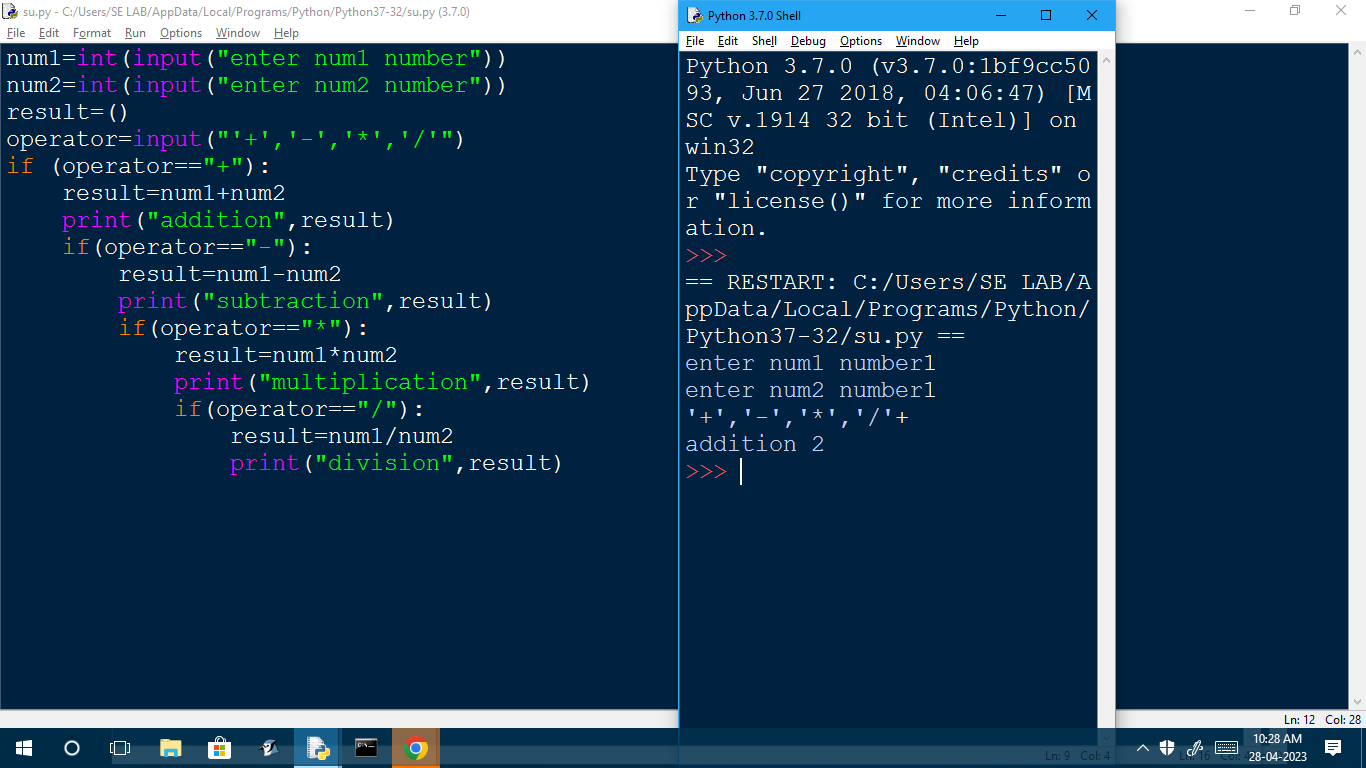 su.py - C:/Users/SE LAB/AppData/Local/Programs/Python/Python37-32/su.py (3.7.0)
File Edit Format Run Options Window Help
num1=int(input("enter num1 number"))
num2=int(input("enter num2 number"))
result=()
operator=input("'+','-','*','/'")
if (operator=="+"):
    result=num1+num2
    print("addition",result)
    if(operator=="-"):
        result=num1-num2
        print("subtraction",result)
        if(operator=="*"):
            result=num1*num2
            print("multiplication",result)
            if(operator=="/"):
                result=num1/num2
                print("division",result)
Python 3.7.0 Shell
File Edit Shell Debug Options Window Help
Python 3.7.0 (v3.7.0:1bf9cc50
93, Jun 27 2018, 04:06:47) [M
SC v.1914 32 bit (Intel)] on
win32
Type "copyright", "credits" o
r "license()" for more inform
ation.
>>>
== RESTART: C:/Users/SE LAB/A
ppData/Local/Programs/Python/
Python37-32/su.py ==
enter num1 number1
enter num2 number1
'+','-','*','/'+
addition 2
>>>
Ln: 12 Col: 28
Ln: 9 Col: 4
10:28 AM
28-04-2023